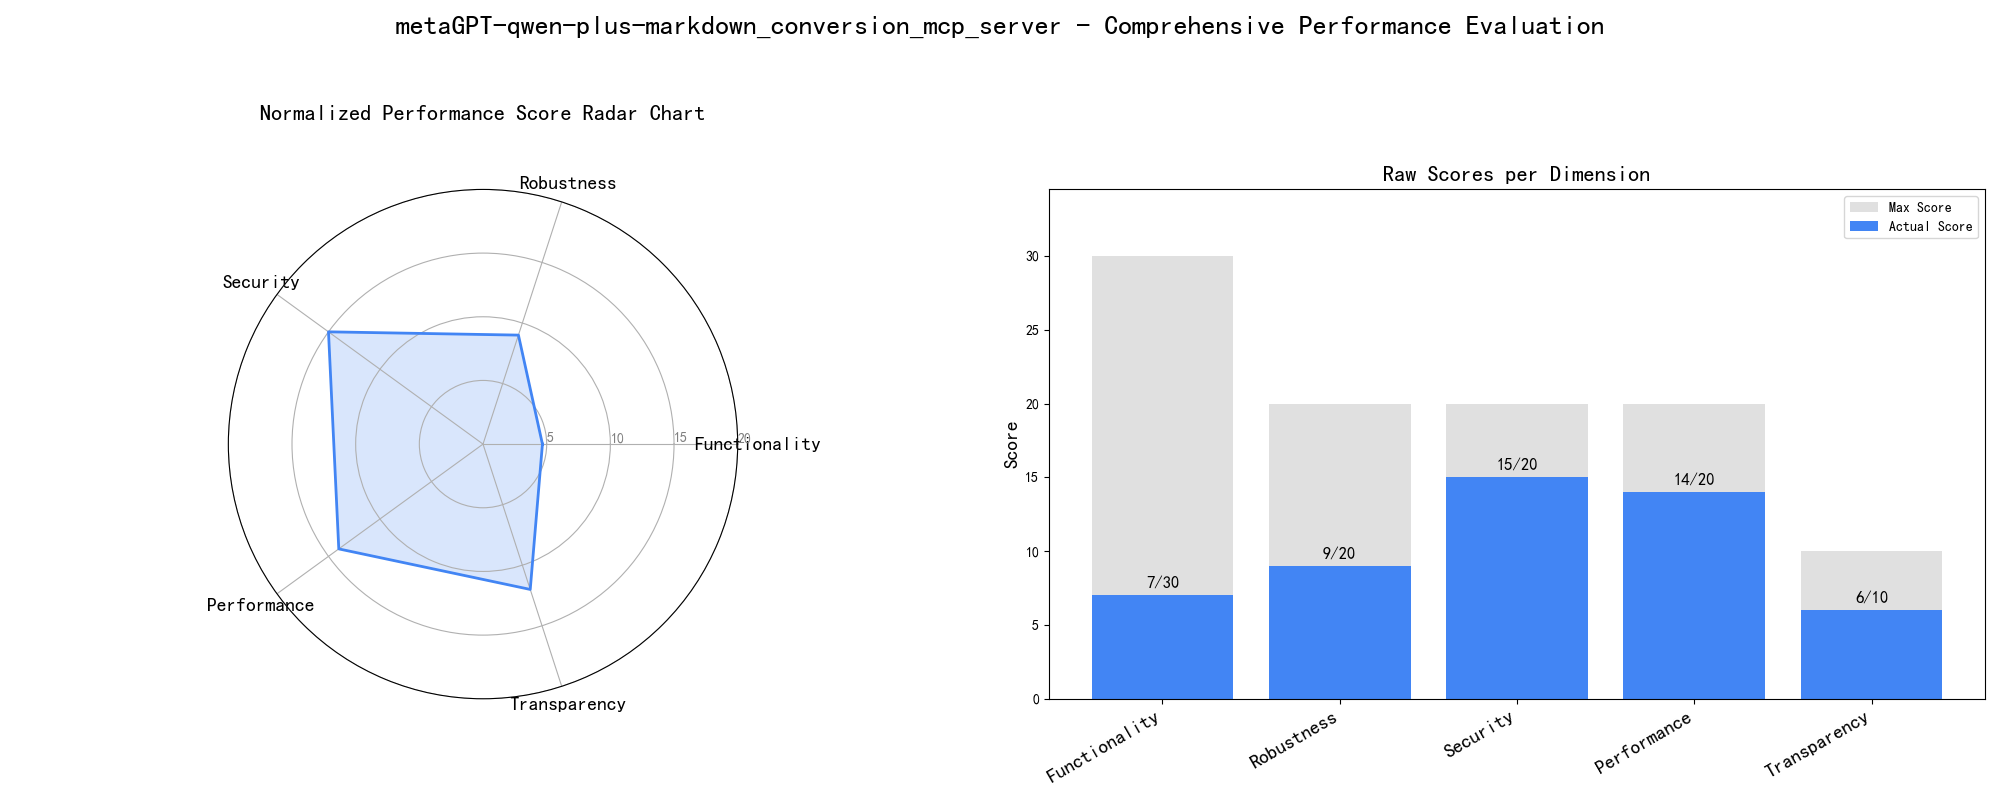 metaGPT-qwen-plus-markdown_conversion_mcp_server - Comprehensive Performance Evaluation
Normalized Performance Score Radar Chart
Robustness
Security
Functionality
5
10
15
20
Performance
Transparency
Raw Scores per Dimension
Max Score
Actual Score
Score
30
25
20
15
10
5
0
7/30
9/20
15/20
14/20
6/10
Functionality
Robustness
Security
Performance
Transparency